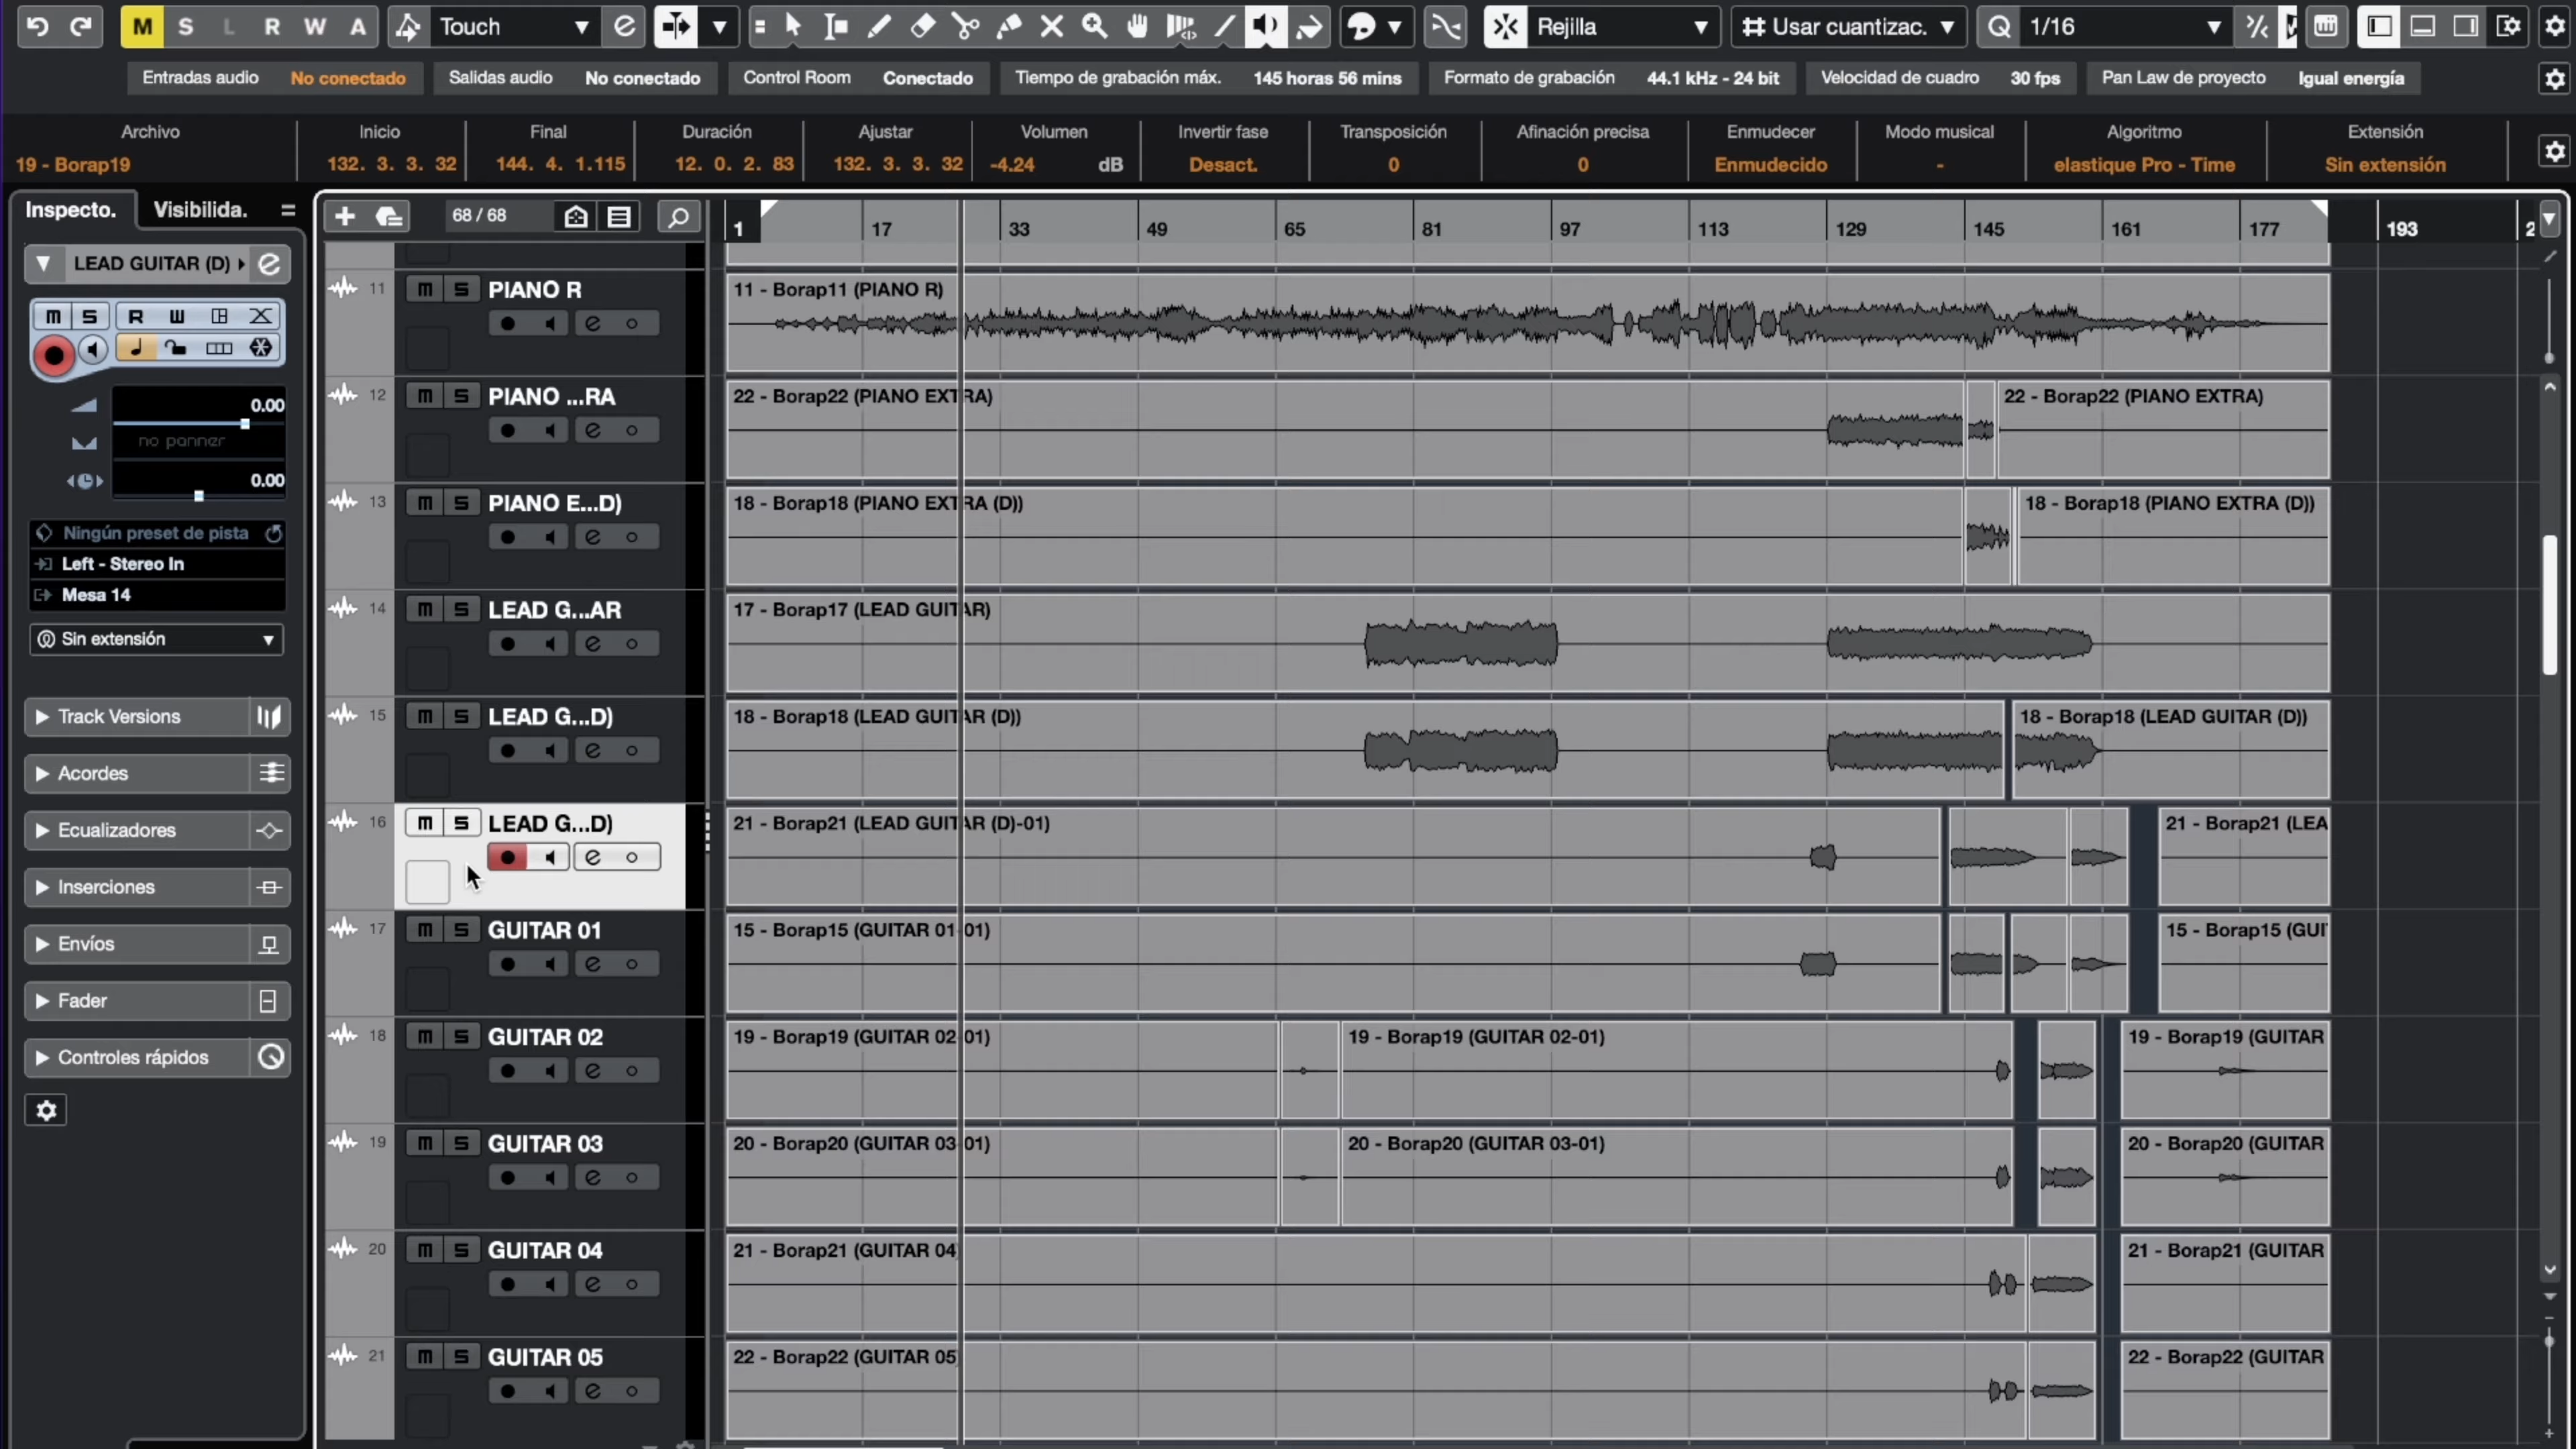 M S L R W A Touch Rejilla Usar cuantizac. Q 1/16
Entradas audio No conectado Salidas audio No conectado Control Room Conectado Tiempo de grabación máx. 145 horas 56 mins Formato de grabación 44.1 kHz - 24 bit Velocidad de cuadro 30 fps Pan Law de proyecto Igual energía
Archivo Inicio Final Duración Ajustar Volumen Invertir fase Transposición Afinación precisa Enmudecer Modo musical Algoritmo Extensión
19 - Borap19 132. 3. 3. 32 144. 4. 1.115 12. 0. 2. 83 132. 3. 3. 32 -4.24 dB Desact. 0 0 Enmudecido - elastique Pro - Time Sin extensión
Inspecto. Visibilida.
LEAD GUITAR (D)
M S R W
0.00
no panner
0.00
Ningún preset de pista
Left - Stereo In
Mesa 14
Sin extensión
Track Versions
Acordes
Ecualizadores
Inserciones
Envíos
Fader
Controles rápidos
68 / 68
1 17 33 49 65 81 97 113 129 145 161 177 193 2
11 m S PIANO R 11 - Borap11 (PIANO R)
12 m S PIANO ...RA 22 - Borap22 (PIANO EXTRA) 22 - Borap22 (PIANO EXTRA)
13 m S PIANO E...D) 18 - Borap18 (PIANO EXTRA (D)) 18 - Borap18 (PIANO EXTRA (D))
14 m S LEAD G...AR 17 - Borap17 (LEAD GUITAR)
15 m S LEAD G...D) 18 - Borap18 (LEAD GUITAR (D)) 18 - Borap18 (LEAD GUITAR (D))
16 m S LEAD G...D) 21 - Borap21 (LEAD GUITAR (D)-01) 21 - Borap21 (LEA
17 m S GUITAR 01 15 - Borap15 (GUITAR 01-01) 15 - Borap15 (GUI
18 m S GUITAR 02 19 - Borap19 (GUITAR 02-01) 19 - Borap19 (GUITAR 02-01) 19 - Borap19 (GUITAR
19 m S GUITAR 03 20 - Borap20 (GUITAR 03-01) 20 - Borap20 (GUITAR 03-01) 20 - Borap20 (GUITAR
20 m S GUITAR 04 21 - Borap21 (GUITAR 04 21 - Borap21 (GUITAR
21 m S GUITAR 05 22 - Borap22 (GUITAR 05 22 - Borap22 (GUITAR